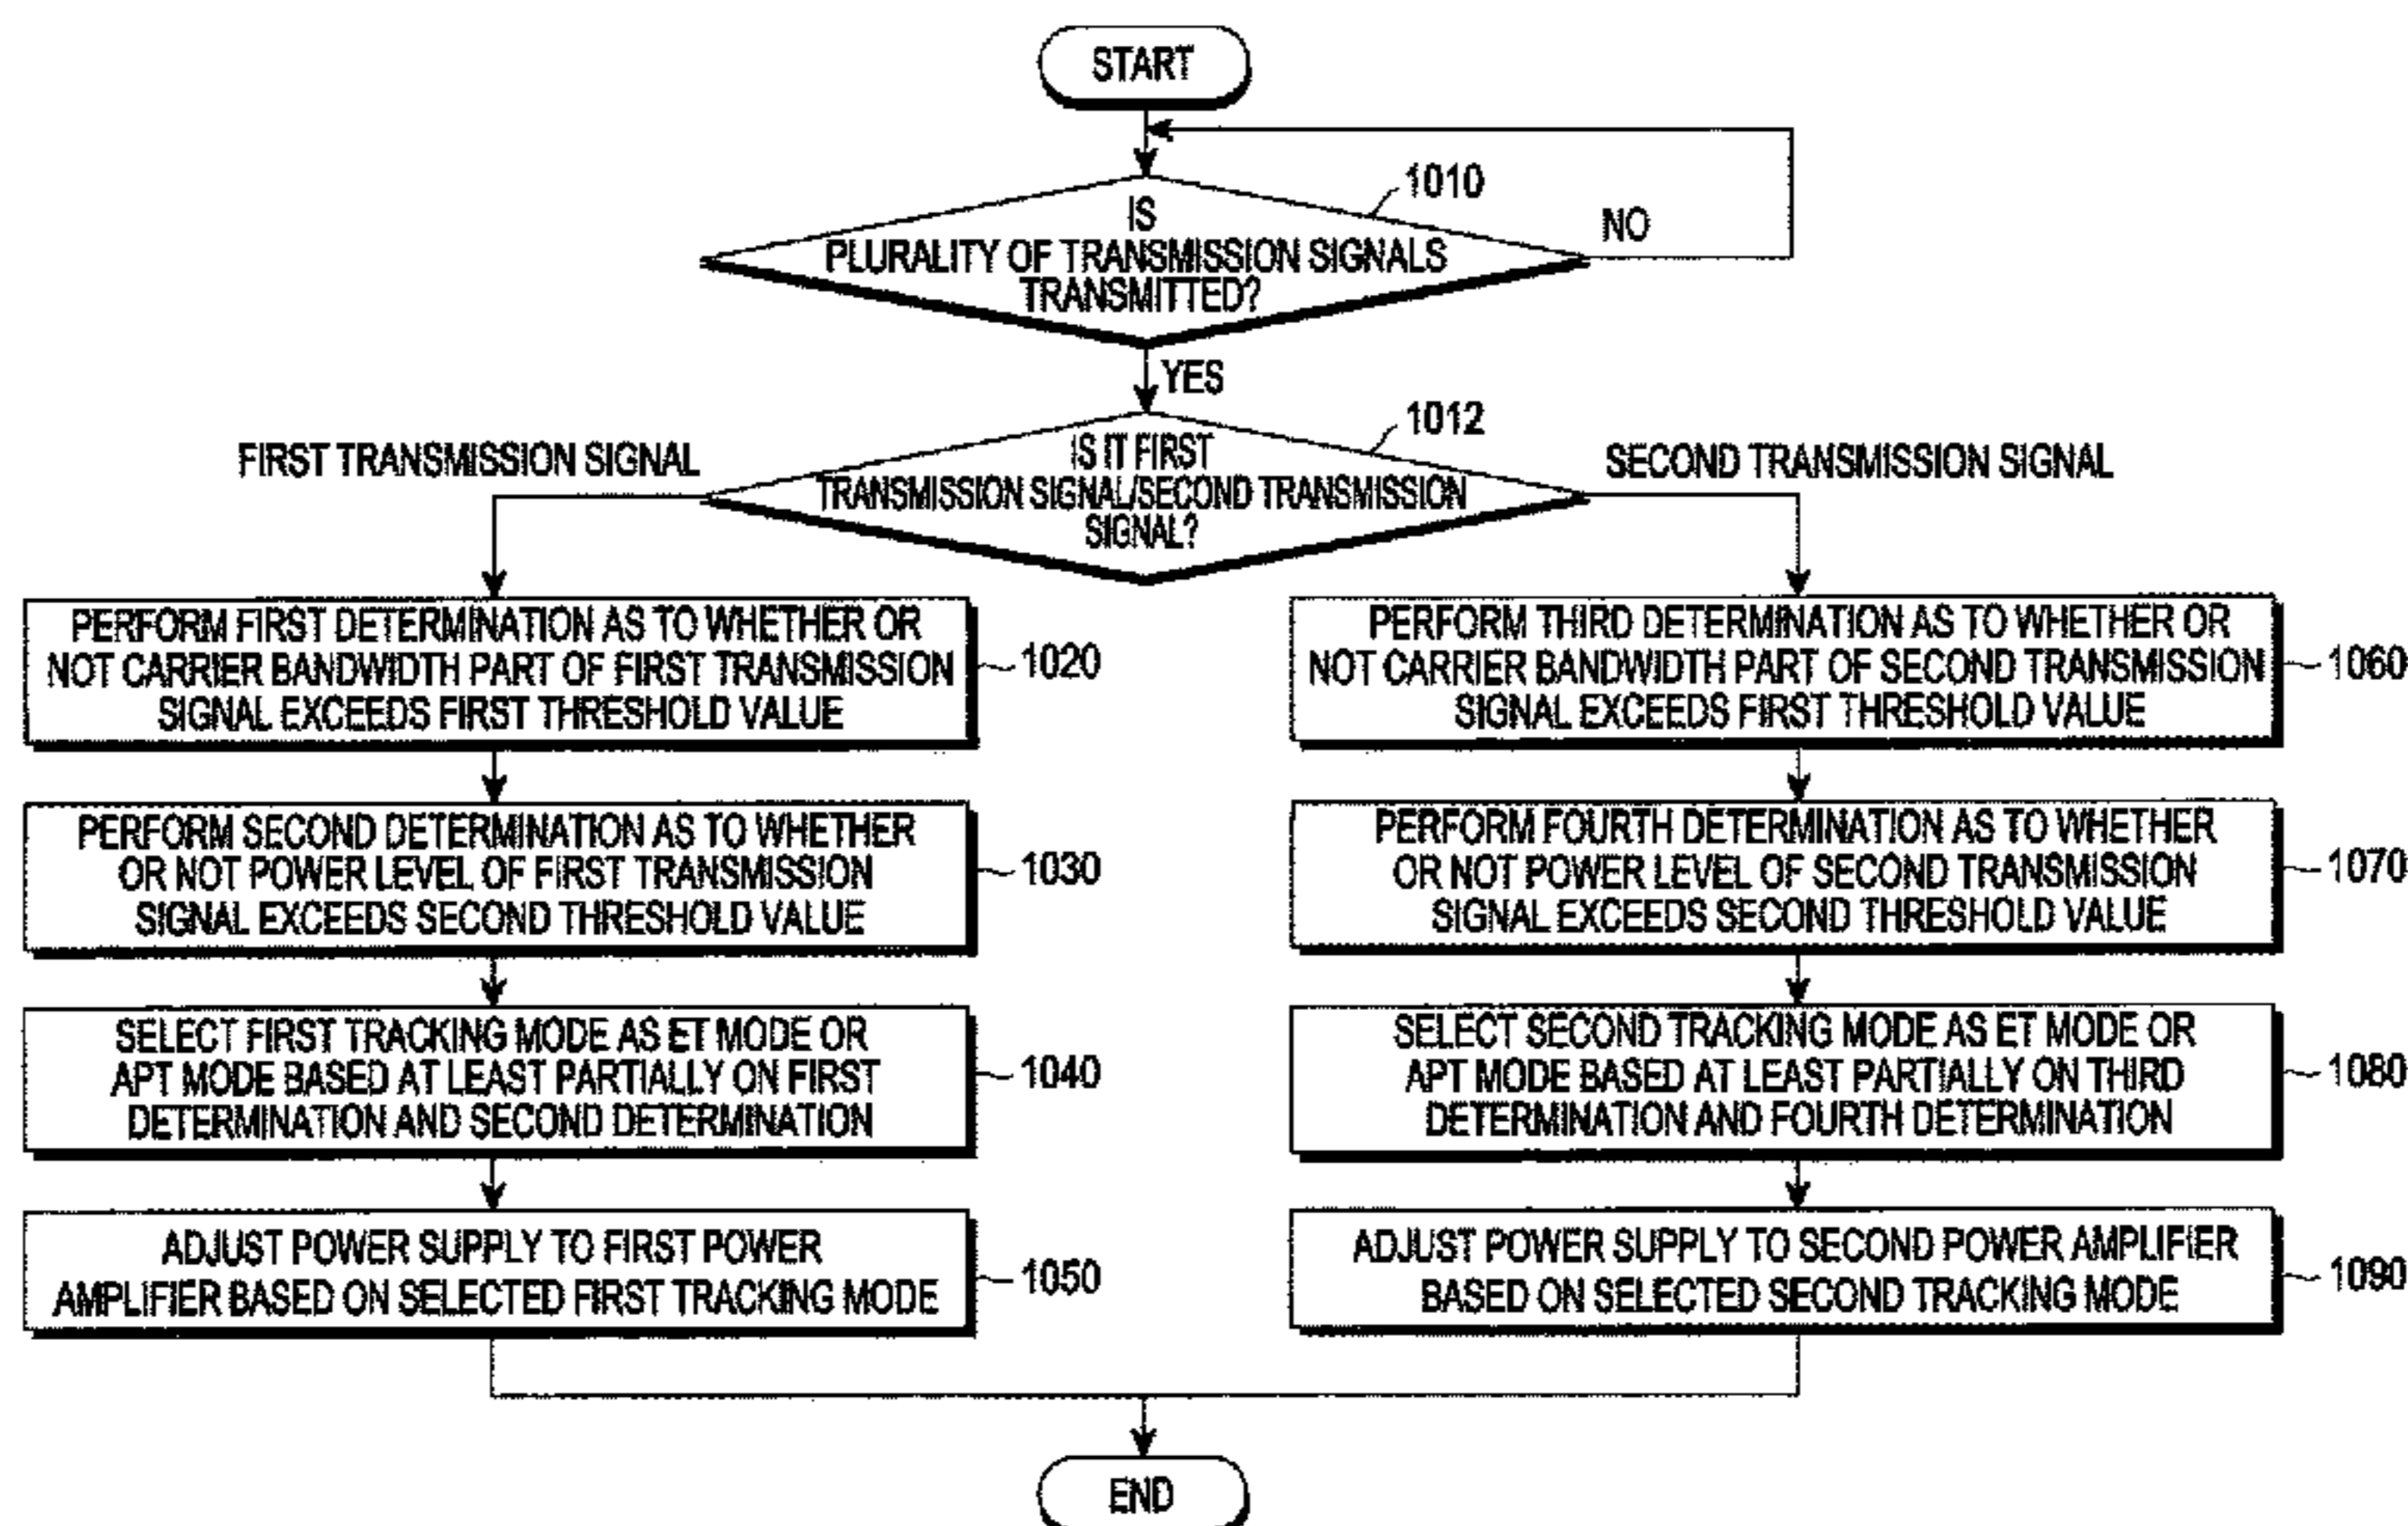 START
1010
IS
PLURALITY OF TRANSMISSION SIGNALS
TRANSMITTED?
NO
YES
1012
IS IT FIRST
TRANSMISSION SIGNAL/SECOND TRANSMISSION
SIGNAL?
FIRST TRANSMISSION SIGNAL
SECOND TRANSMISSION SIGNAL
PERFORM FIRST DETERMINATION AS TO WHETHER OR
NOT CARRIER BANDWIDTH PART OF FIRST TRANSMISSION
SIGNAL EXCEEDS FIRST THRESHOLD VALUE
1020
PERFORM SECOND DETERMINATION AS TO WHETHER
OR NOT POWER LEVEL OF FIRST TRANSMISSION
SIGNAL EXCEEDS SECOND THRESHOLD VALUE
1030
SELECT FIRST TRACKING MODE AS ET MODE OR
APT MODE BASED AT LEAST PARTIALLY ON FIRST
DETERMINATION AND SECOND DETERMINATION
1040
ADJUST POWER SUPPLY TO FIRST POWER
AMPLIFIER BASED ON SELECTED FIRST TRACKING MODE
1050
PERFORM THIRD DETERMINATION AS TO WHETHER OR
NOT CARRIER BANDWIDTH PART OF SECOND TRANSMISSION
SIGNAL EXCEEDS FIRST THRESHOLD VALUE
1060
PERFORM FOURTH DETERMINATION AS TO WHETHER
OR NOT POWER LEVEL OF SECOND TRANSMISSION
SIGNAL EXCEEDS SECOND THRESHOLD VALUE
1070
SELECT SECOND TRACKING MODE AS ET MODE OR
APT MODE BASED AT LEAST PARTIALLY ON THIRD
DETERMINATION AND FOURTH DETERMINATION
1080
ADJUST POWER SUPPLY TO SECOND POWER AMPLIFIER
BASED ON SELECTED SECOND TRACKING MODE
1090
END